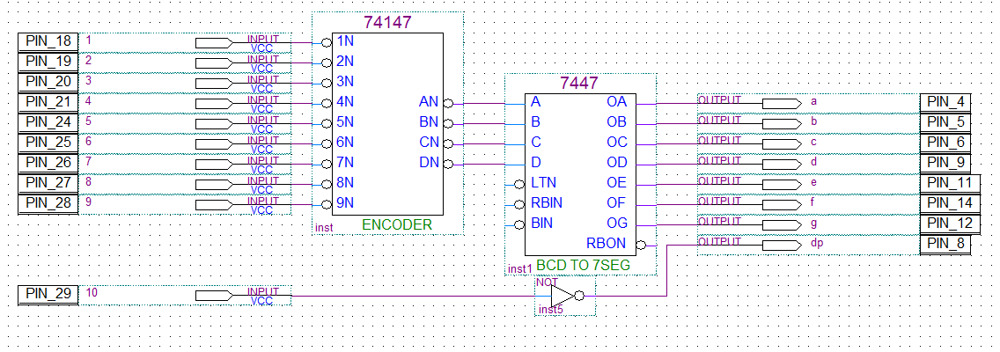 74147
PIN_18 1 INPUT VCC 1N
PIN_19 2 INPUT VCC 2N
PIN_20 3 INPUT VCC 3N
PIN_21 4 INPUT VCC 4N AN
PIN_24 5 INPUT VCC 5N BN
PIN_25 6 INPUT VCC 6N CN
PIN_26 7 INPUT VCC 7N DN
PIN_27 8 INPUT VCC 8N
PIN_28 9 INPUT VCC 9N
inst ENCODER
7447
A OA OUTPUT a PIN_4
B OB OUTPUT b PIN_5
C OC OUTPUT c PIN_6
D OD OUTPUT d PIN_9
LTN OE OUTPUT e PIN_11
RBIN OF OUTPUT f PIN_14
BIN OG OUTPUT g PIN_12
RBON OUTPUT dp PIN_8
inst1 BCD TO 7SEG
PIN_29 10 INPUT VCC
NOT
inst5